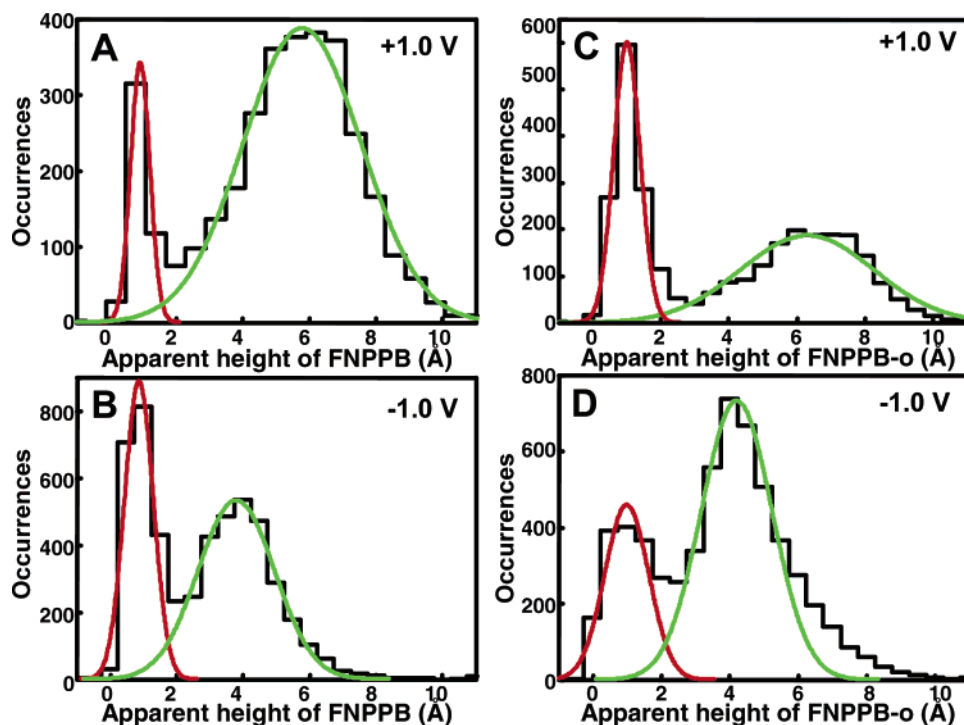 A
+1.0 V
Occurrences
400
300
200
100
0
0 2 4 6 8 10
Apparent height of FNPPB (Å)
C
+1.0 V
Occurrences
600
500
400
300
200
100
0
0 2 4 6 8 10
Apparent height of FNPPB-o (Å)
B
-1.0 V
Occurrences
800
600
400
200
0
0 2 4 6 8 10
Apparent height of FNPPB (Å)
D
-1.0 V
Occurrences
800
600
400
200
0
0 2 4 6 8 10
Apparent height of FNPPB-o (Å)